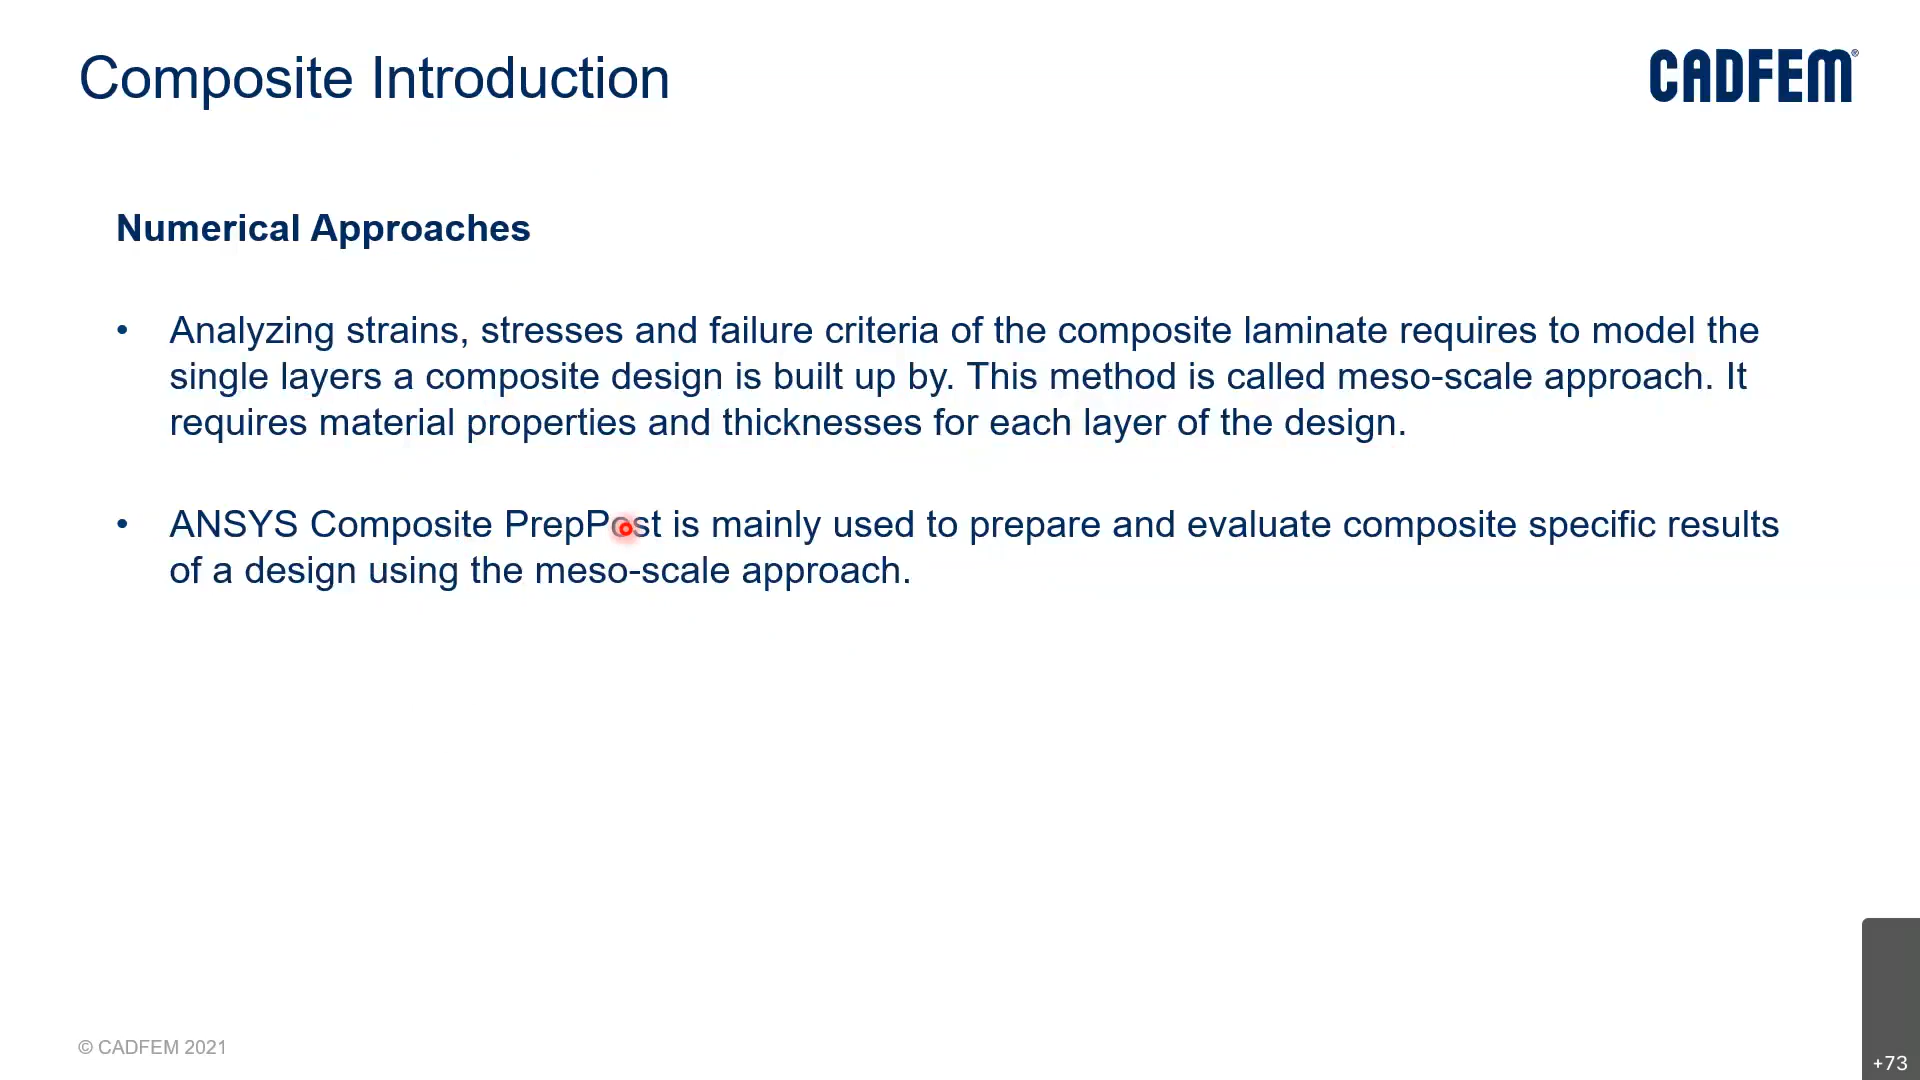 Composite Introduction
CADFEM®
Numerical Approaches
• Analyzing strains, stresses and failure criteria of the composite laminate requires to model the
single layers a composite design is built up by. This method is called meso-scale approach. It
requires material properties and thicknesses for each layer of the design.
• ANSYS Composite PrepPost is mainly used to prepare and evaluate composite specific results
of a design using the meso-scale approach.
© CADFEM 2021
+73